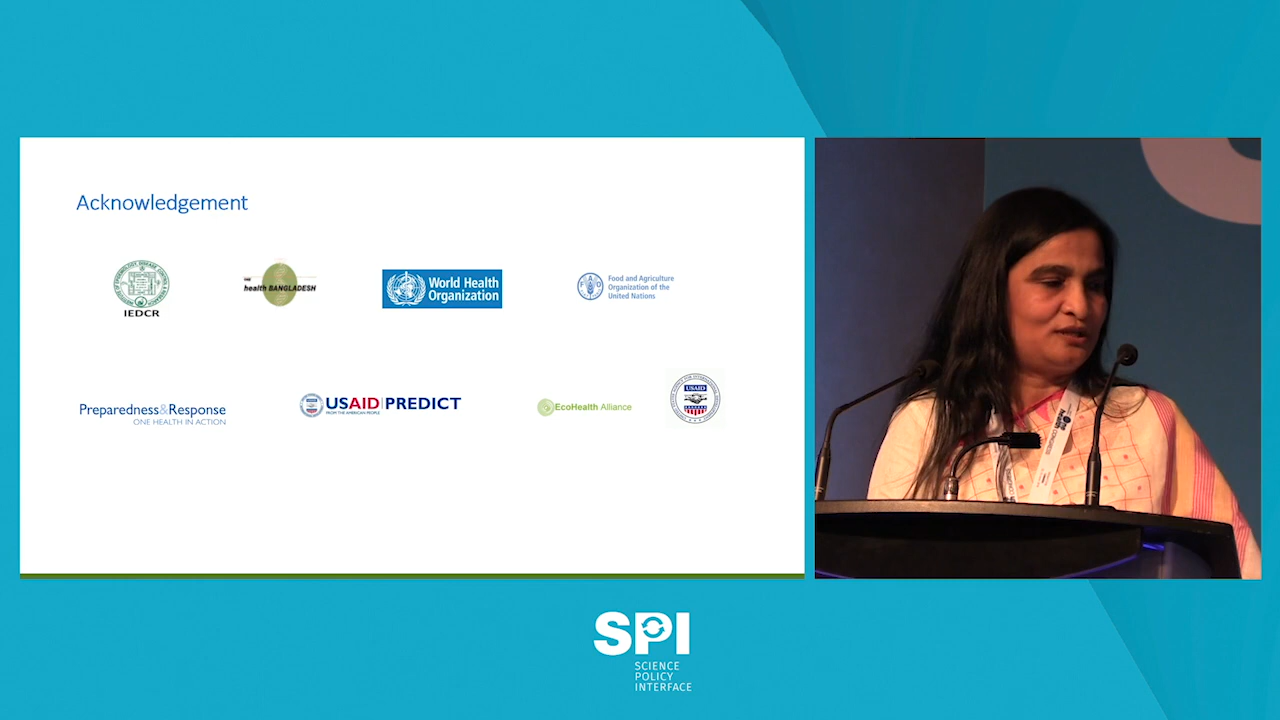 Acknowledgement
IEDCR
health BANGLADESH
World Health
Organization
Food and Agriculture
Organization of the
United Nations
Preparedness&Response
ONE HEALTH IN ACTION
USAID PREDICT
FROM THE AMERICAN PEOPLE
EcoHealth Alliance
USAID
SPI
SCIENCE
POLICY
INTERFACE